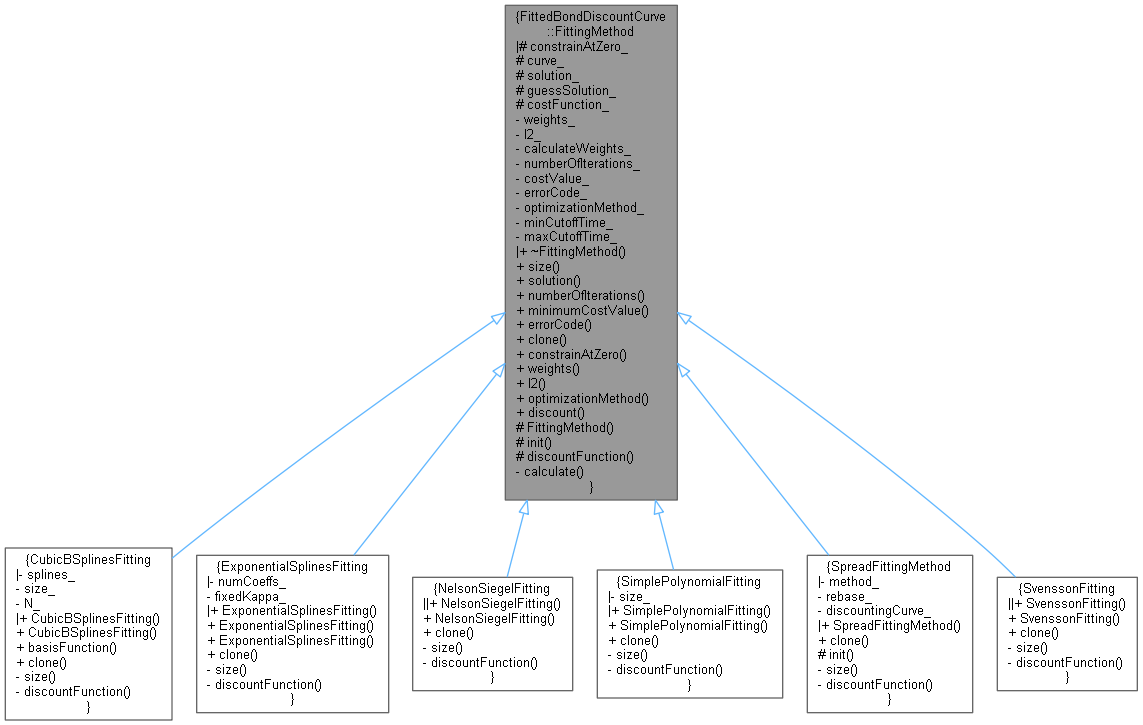 {FittedBondDiscountCurve
::FittingMethod
|# constrainAtZero_
# curve_
# solution_
# guessSolution_
# costFunction_
- weights_
- l2_
- calculateWeights_
- numberOfIterations_
- costValue_
- errorCode_
- optimizationMethod_
- minCutoffTime_
- maxCutoffTime_
|+ ~FittingMethod()
+ size()
+ solution()
+ numberOfIterations()
+ minimumCostValue()
+ errorCode()
+ clone()
+ constrainAtZero()
+ weights()
+ l2()
+ optimizationMethod()
+ discount()
# FittingMethod()
# init()
# discountFunction()
- calculate()
}
{CubicBSplinesFitting
|- splines_
- size_
- N_
|+ CubicBSplinesFitting()
+ CubicBSplinesFitting()
+ basisFunction()
+ clone()
- size()
- discountFunction()
}
{ExponentialSplinesFitting
|- numCoeffs_
- fixedKappa_
|+ ExponentialSplinesFitting()
+ ExponentialSplinesFitting()
+ ExponentialSplinesFitting()
+ clone()
- size()
- discountFunction()
}
{NelsonSiegelFitting
||+ NelsonSiegelFitting()
+ NelsonSiegelFitting()
+ clone()
- size()
- discountFunction()
}
{SimplePolynomialFitting
|- size_
|+ SimplePolynomialFitting()
+ SimplePolynomialFitting()
+ clone()
- size()
- discountFunction()
}
{SpreadFittingMethod
|- method_
- rebase_
- discountingCurve_
|+ SpreadFittingMethod()
+ clone()
# init()
- size()
- discountFunction()
}
{SvenssonFitting
||+ SvenssonFitting()
+ SvenssonFitting()
+ clone()
- size()
- discountFunction()
}